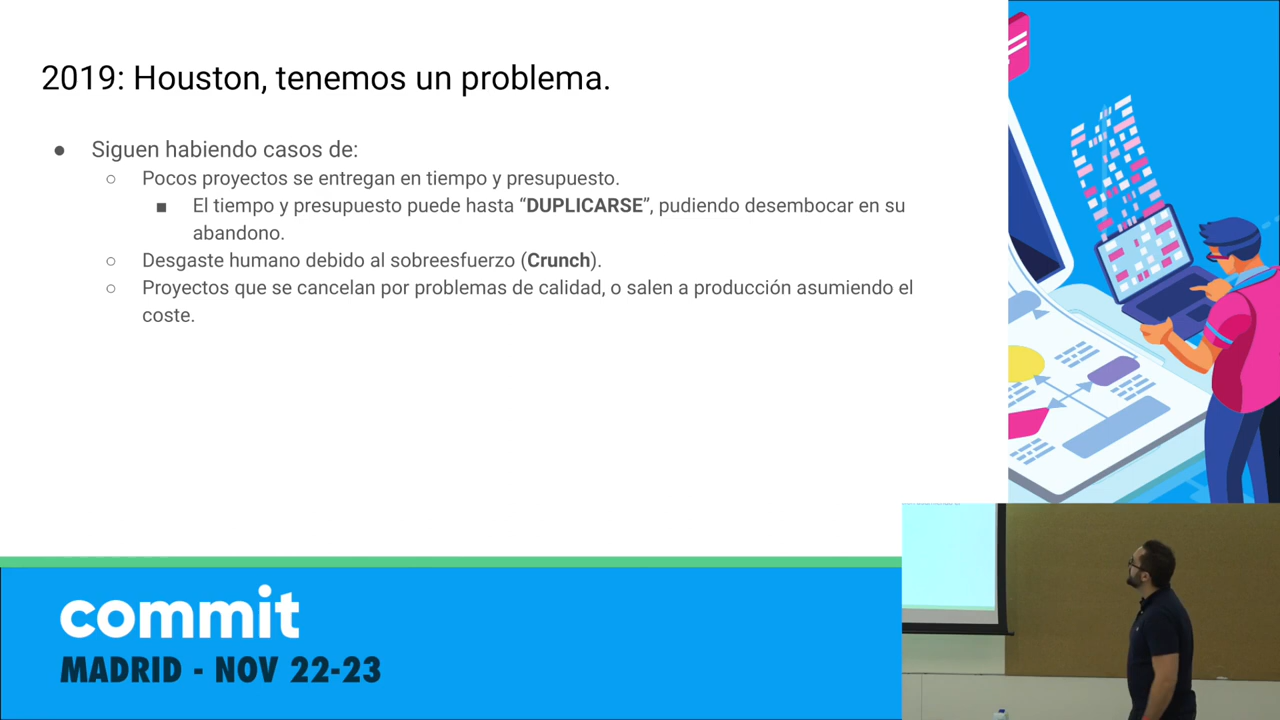 2019: Houston, tenemos un problema.
● Siguen habiendo casos de:
○ Pocos proyectos se entregan en tiempo y presupuesto.
■ El tiempo y presupuesto puede hasta “DUPLICARSE”, pudiendo desembocar en su
abandono.
○ Desgaste humano debido al sobreesfuerzo (Crunch).
○ Proyectos que se cancelan por problemas de calidad, o salen a producción asumiendo el
coste.
commit
MADRID - NOV 22-23